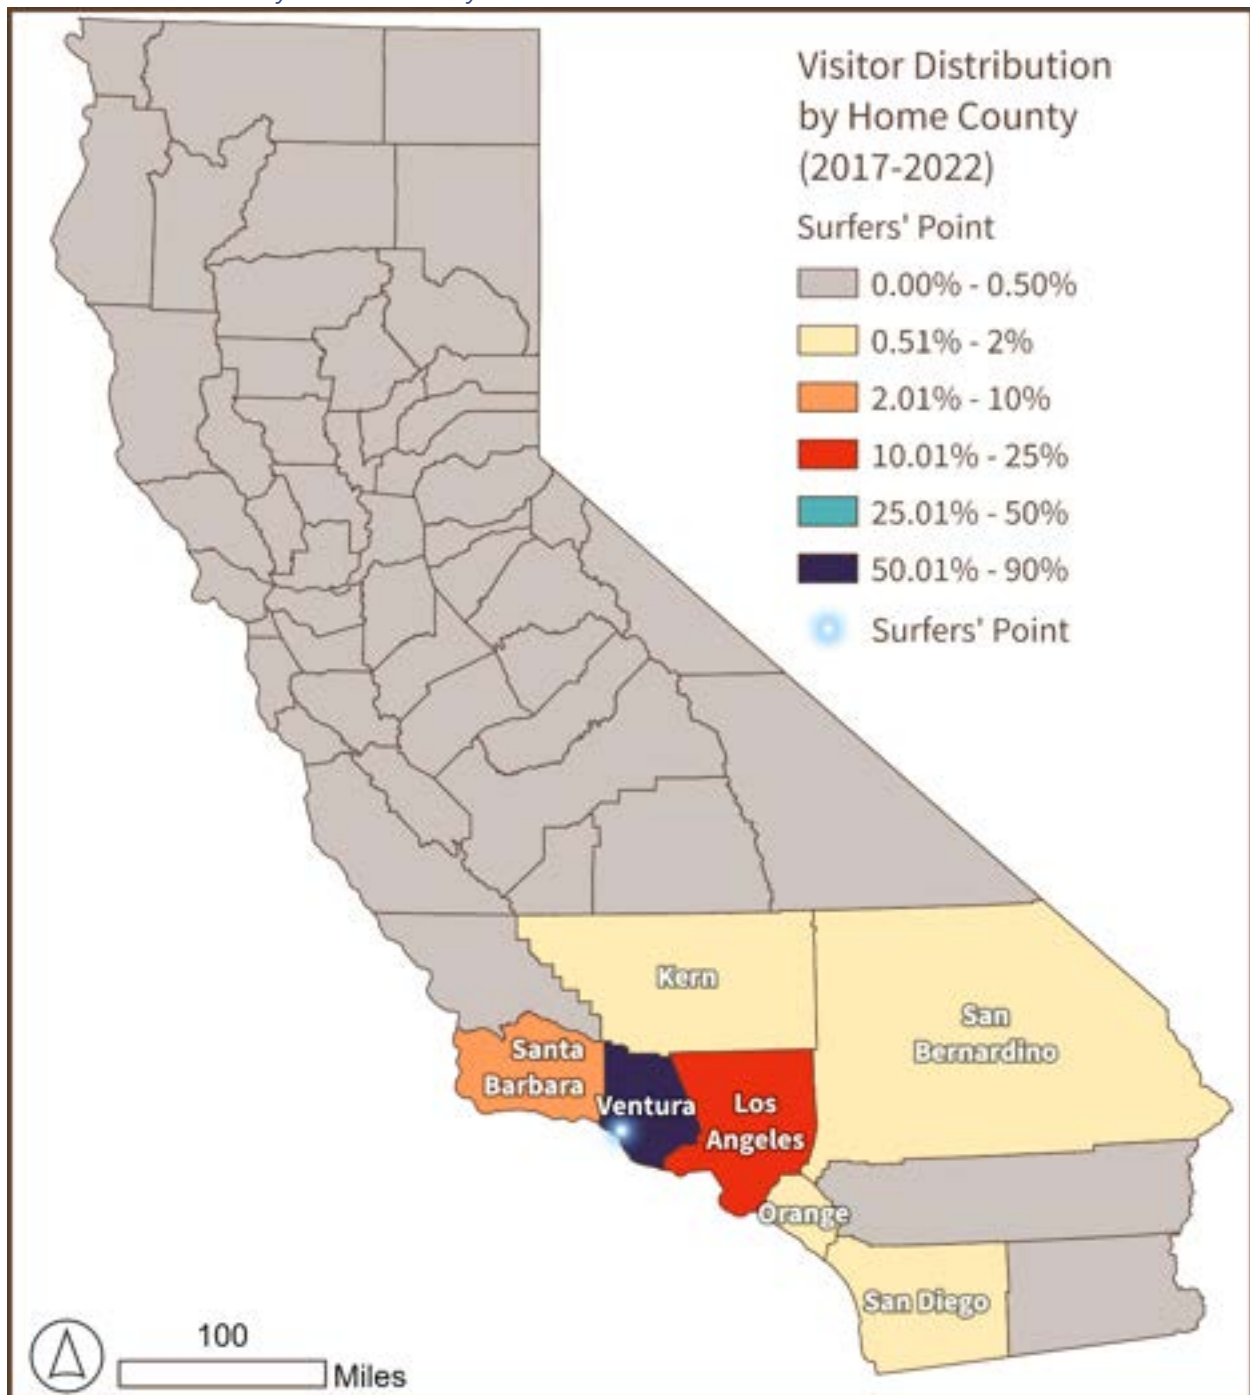 Visitor Distribution
by Home County
(2017-2022)
Surfers' Point
0.00% - 0.50%
0.51% - 2%
2.01% - 10%
10.01% - 25%
25.01% - 50%
50.01% - 90%
Surfers' Point
Kern
San
Bernardino
Santa
Barbara
Ventura
Los
Angeles
Orange
San Diego
100
Miles